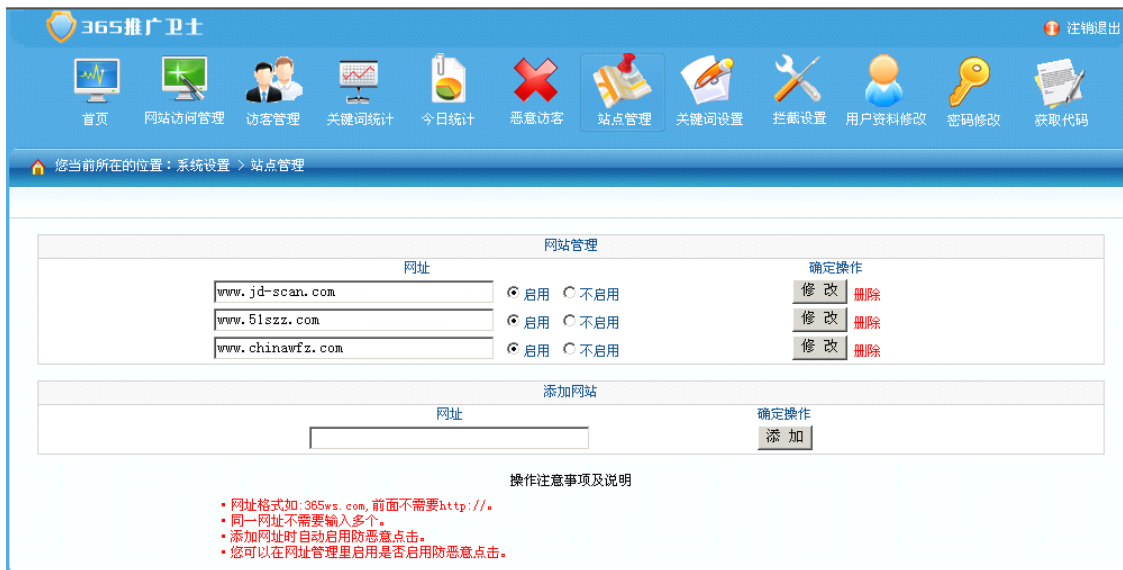 365推广卫士
注销退出
首页 网站访问管理 访客管理 关键词统计 今日统计 恶意访客 站点管理 关键词设置 拦截设置 用户资料修改 密码修改 获取代码
您当前所在的位置：系统设置 > 站点管理
网站管理
网址 确定操作
www.jd-scan.com 启用 不启用 修 改 删除
www.51szz.com 启用 不启用 修 改 删除
www.chinawfz.com 启用 不启用 修 改 删除
添加网站
网址 确定操作
添 加
操作注意事项及说明
▪ 网址格式如:365ws.com,前面不需要http://。
▪ 同一网址不需要输入多个。
▪ 添加网址时自动启用防恶意点击。
▪ 您可以在网址管理里启用是否启用防恶意点击。